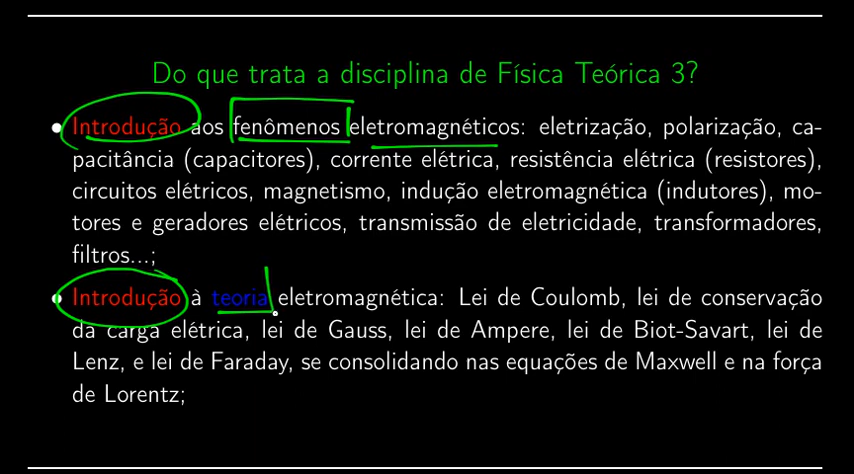 Do que trata a disciplina de Física Teórica 3?
• Introdução aos fenômenos eletromagnéticos: eletrização, polarização, ca-
pacitância (capacitores), corrente elétrica, resistência elétrica (resistores),
circuitos elétricos, magnetismo, indução eletromagnética (indutores), mo-
tores e geradores elétricos, transmissão de eletricidade, transformadores,
filtros...;
• Introdução à teoria eletromagnética: Lei de Coulomb, lei de conservação
da carga elétrica, lei de Gauss, lei de Ampere, lei de Biot-Savart, lei de
Lenz, e lei de Faraday, se consolidando nas equações de Maxwell e na força
de Lorentz;